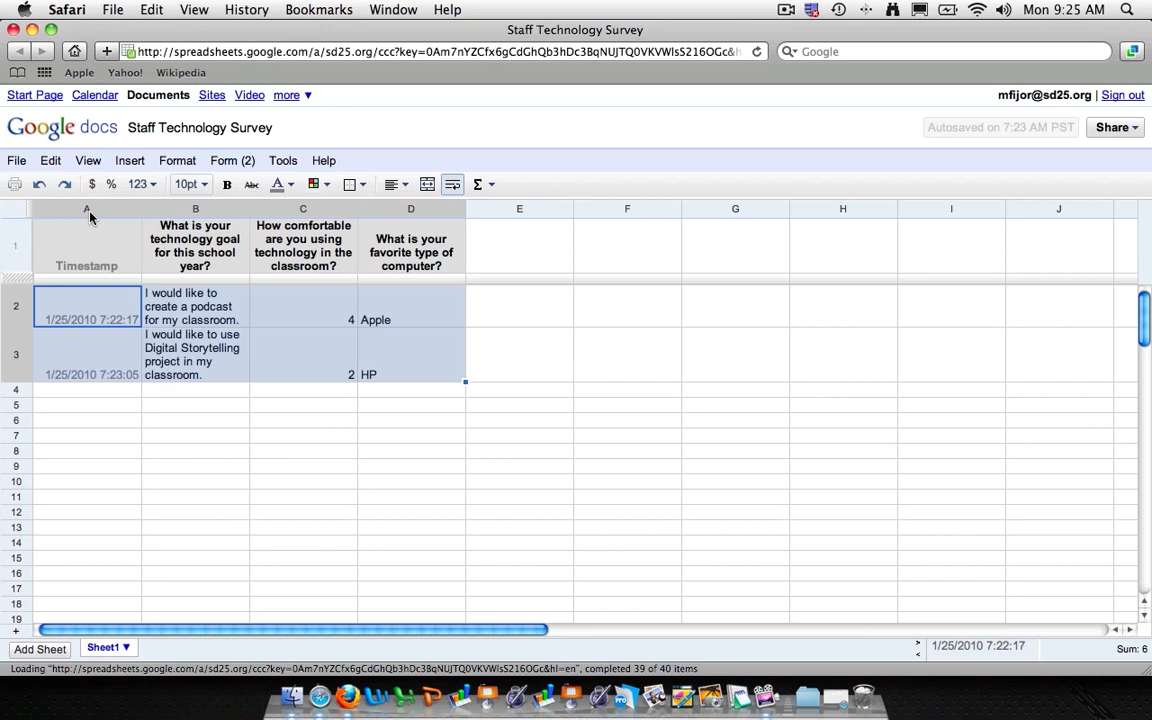 Safari File Edit View History Bookmarks Window Help Mon 9:25 AM
Staff Technology Survey
http://spreadsheets.google.com/a/sd25.org/ccc?key=0Am7nYZCfx6gCdGhQb3hDc3BqNUJTQ0VKVWlsS216OGc&h Google
Apple Yahoo! Wikipedia
Start Page Calendar Documents Sites Video more ▼ mfijor@sd25.org | Sign out
Google docs Staff Technology Survey Autosaved on 7:23 AM PST Share
File Edit View Insert Format Form (2) Tools Help
$ % 123 10pt B Abc A Σ
A B C D E F G H I J
1
Timestamp
What is your
technology goal
for this school
year?
How comfortable
are you using
technology in the
classroom?
What is your
favorite type of
computer?
2
1/25/2010 7:22:17
I would like to
create a podcast
for my classroom.
4 Apple
3
1/25/2010 7:23:05
I would like to use
Digital Storytelling
project in my
classroom.
2 HP
4
5
6
7
8
9
10
11
12
13
14
15
16
17
18
19
+
Add Sheet Sheet1 ▼ 1/25/2010 7:22:17 Sum: 6
Loading "http://spreadsheets.google.com/a/sd25.org/ccc?key=0Am7nYZCfx6gCdGhQb3hDc3BqNUJTQ0VKVWlsS216OGc&hl=en", completed 39 of 40 items